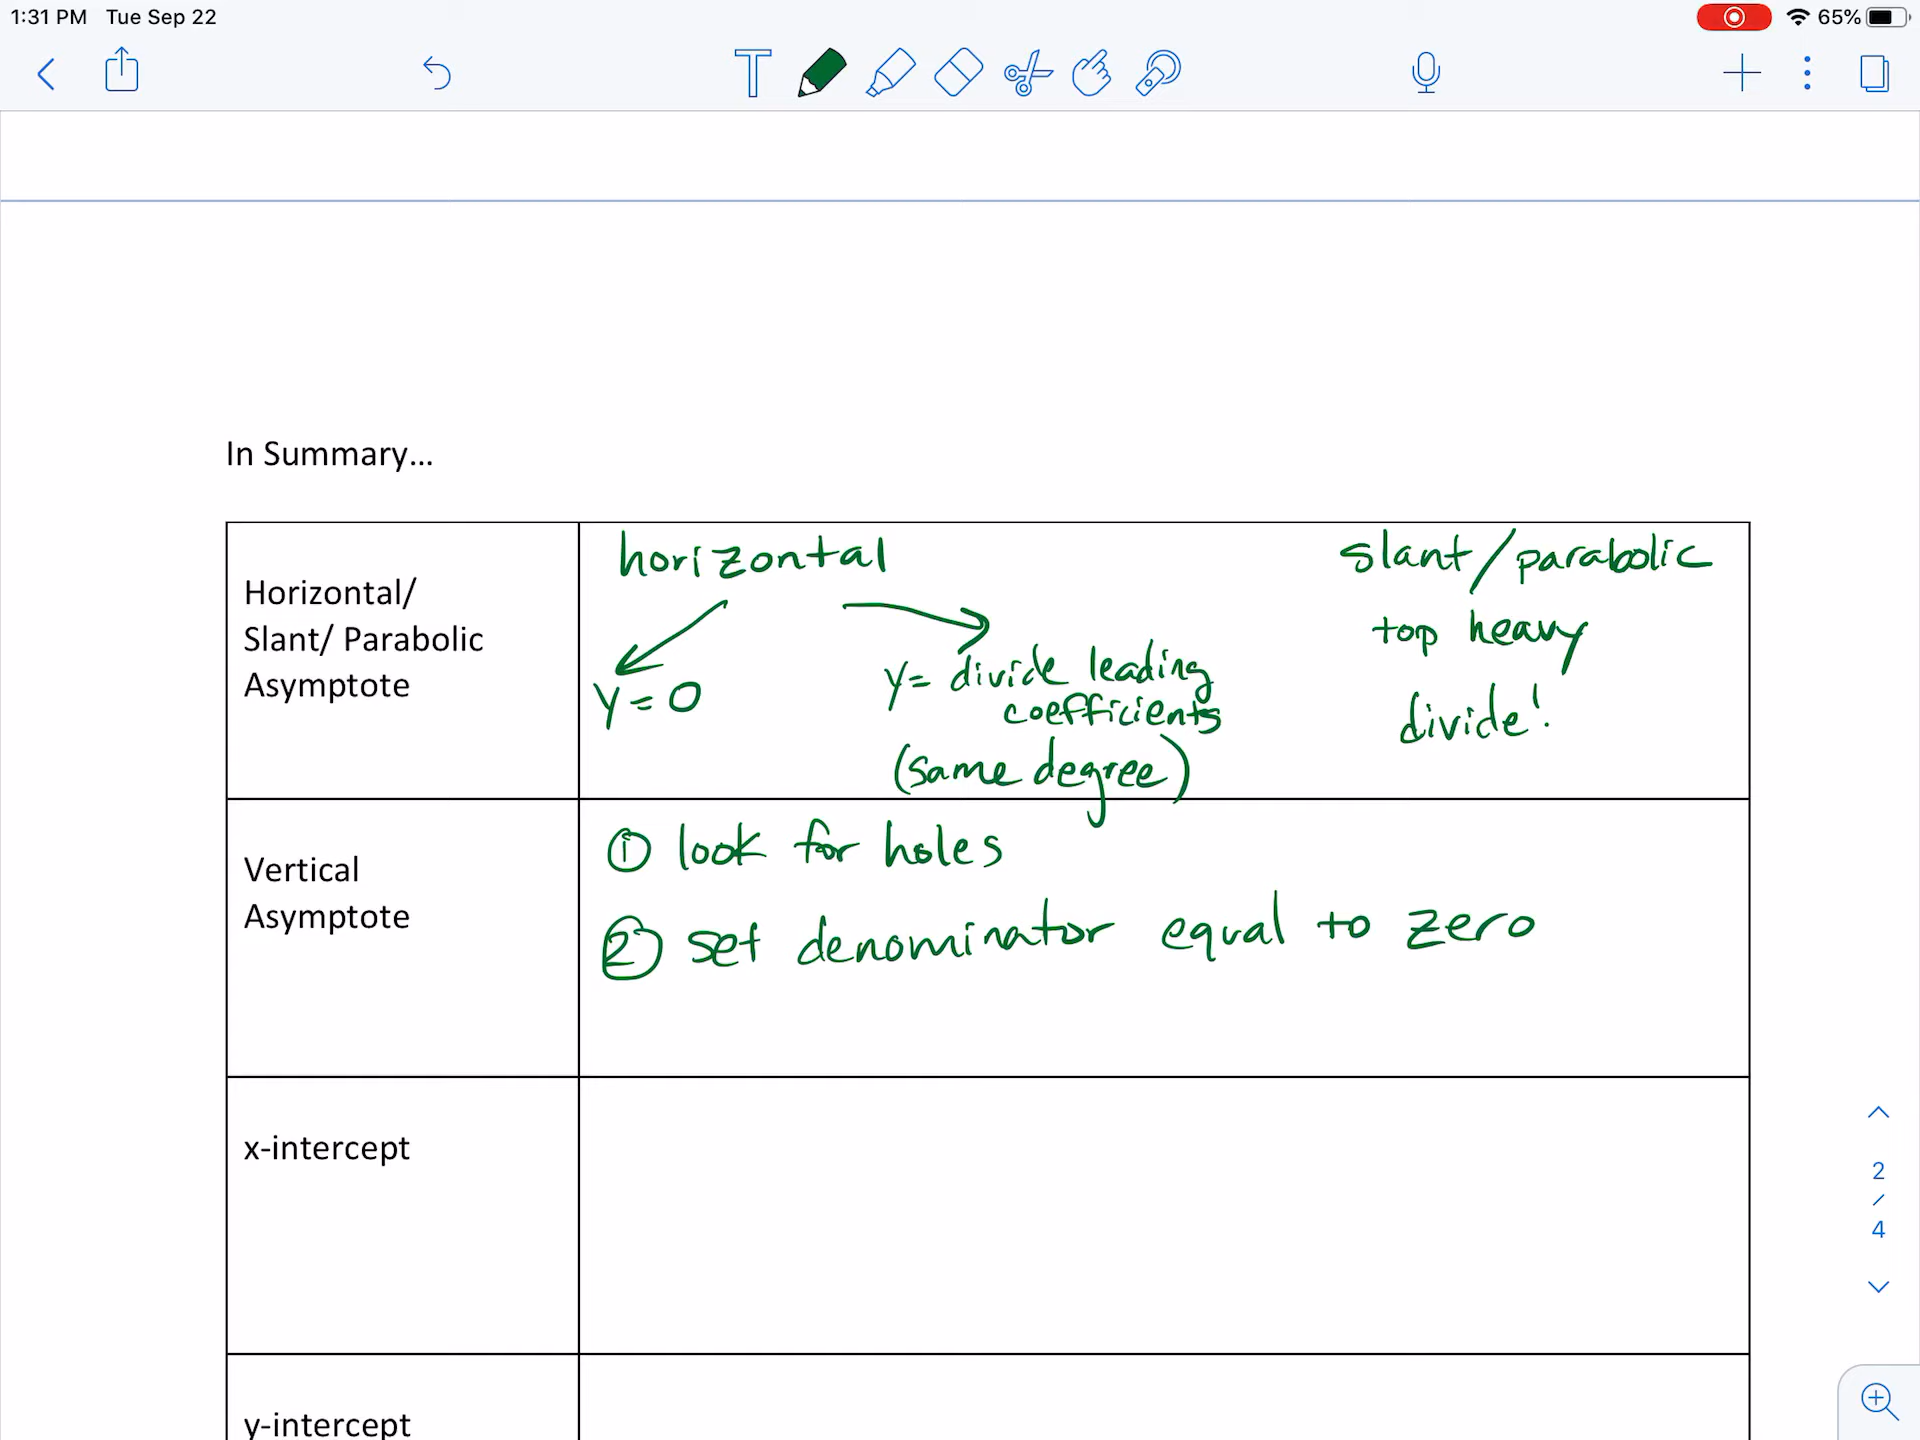 1:31 PM Tue Sep 22
65%
In Summary...
Horizontal/
Slant/ Parabolic
Asymptote
horizontal
y=0
y= divide leading
coefficients
(same degree)
slant/parabolic
top heavy
divide!
Vertical
Asymptote
① look for holes
② set denominator equal to zero
x-intercept
y-intercept
2
/
4